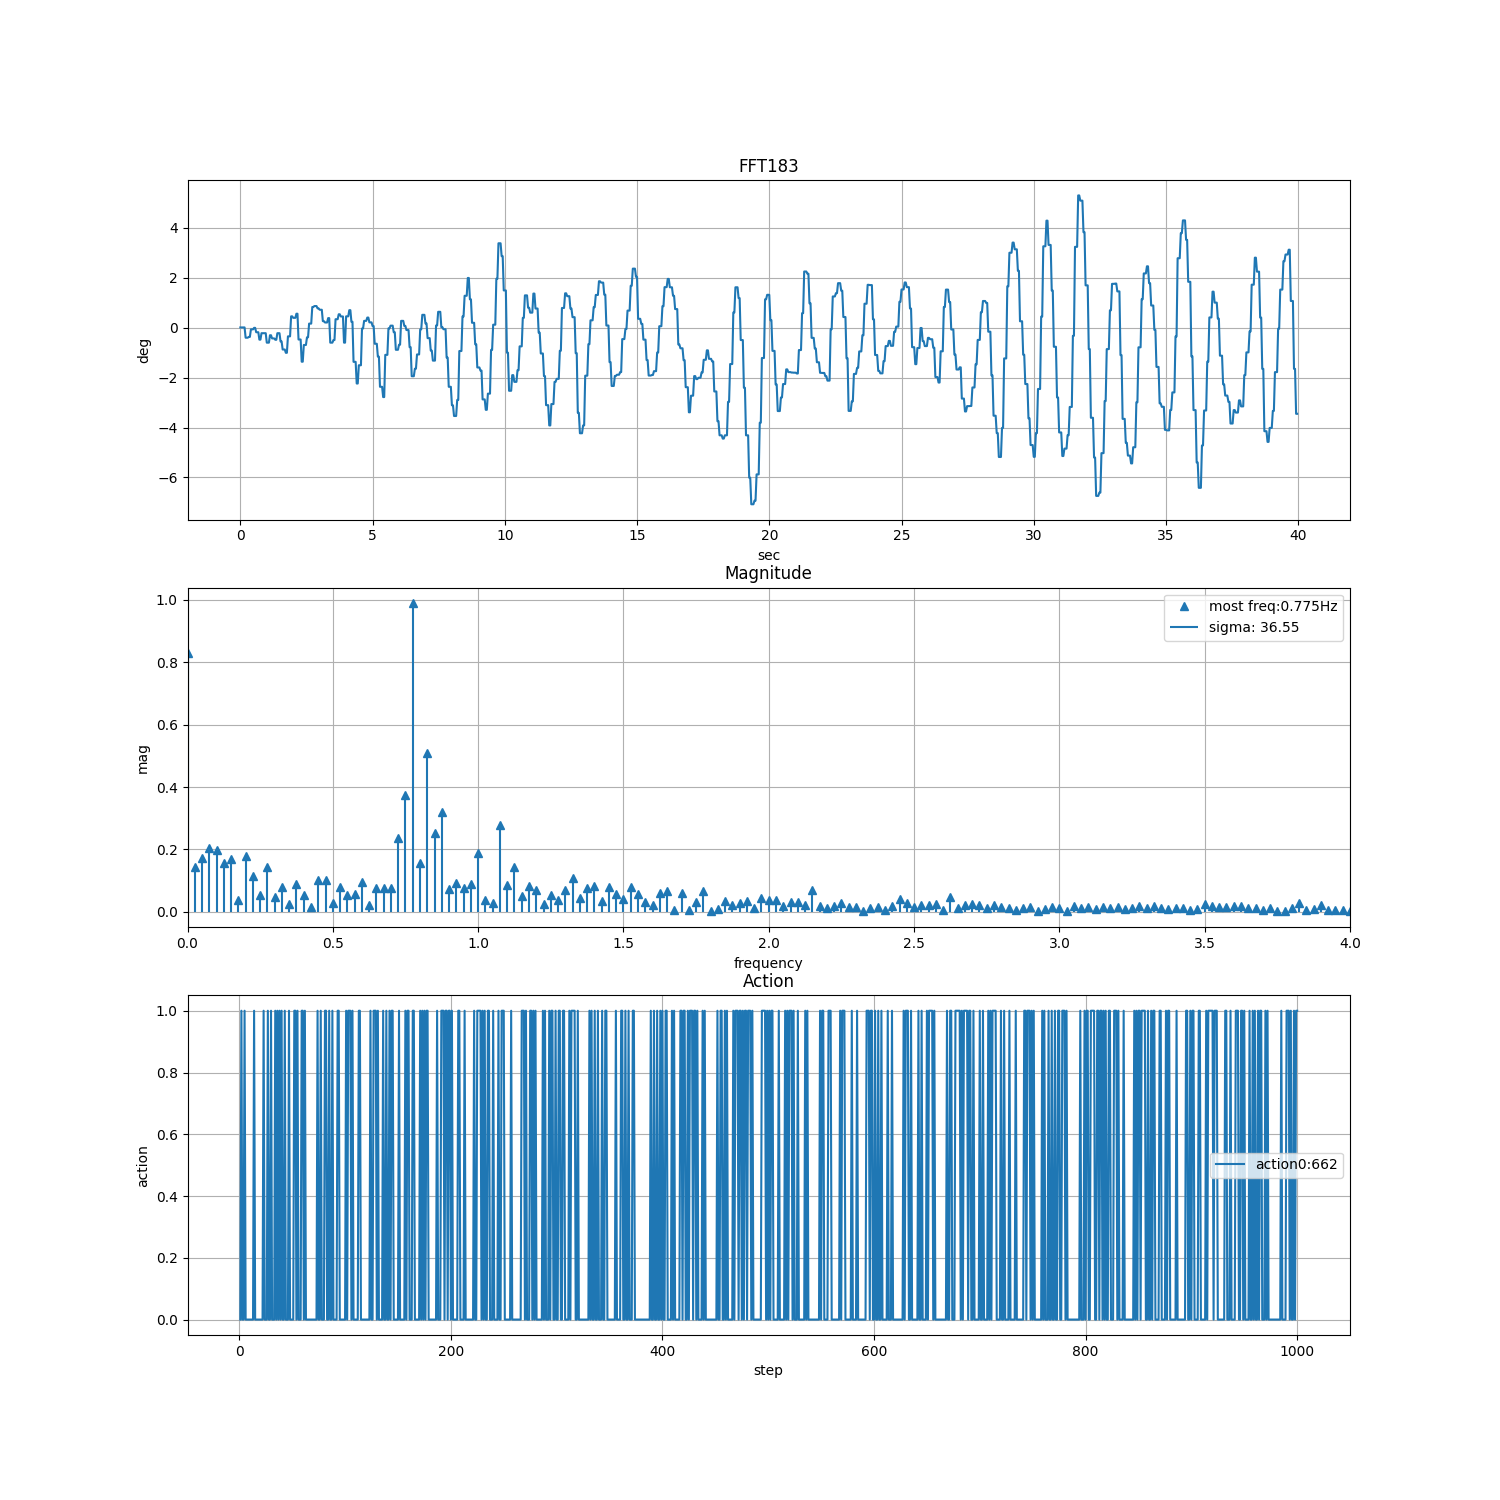 FFT183
4
2
0
−2
−4
−6
deg
0 5 10 15 20 25 30 35 40
sec
Magnitude
1.0
0.8
0.6
0.4
0.2
0.0
mag
most freq:0.775Hz
sigma: 36.55
0.0 0.5 1.0 1.5 2.0 2.5 3.0 3.5 4.0
frequency
Action
1.0
0.8
0.6
0.4
0.2
0.0
action
action0:662
0 200 400 600 800 1000
step